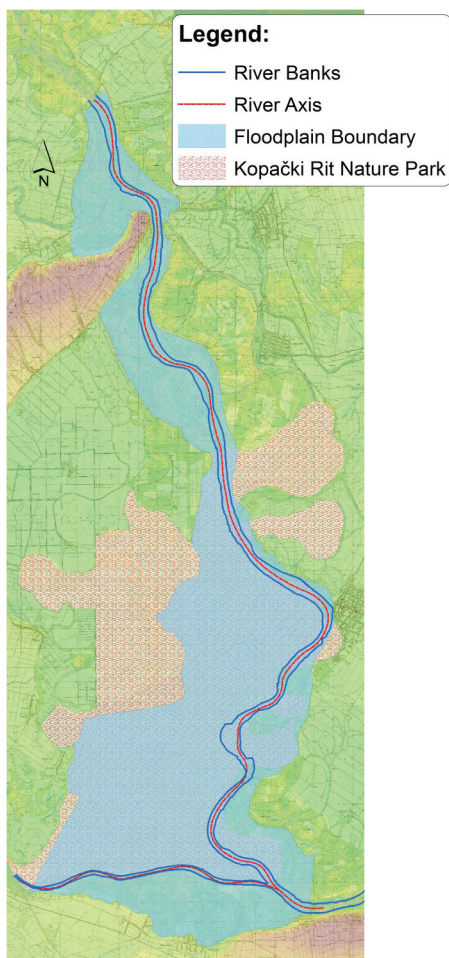 Legend:
River Banks
River Axis
Floodplain Boundary
Kopački Rit Nature Park
N